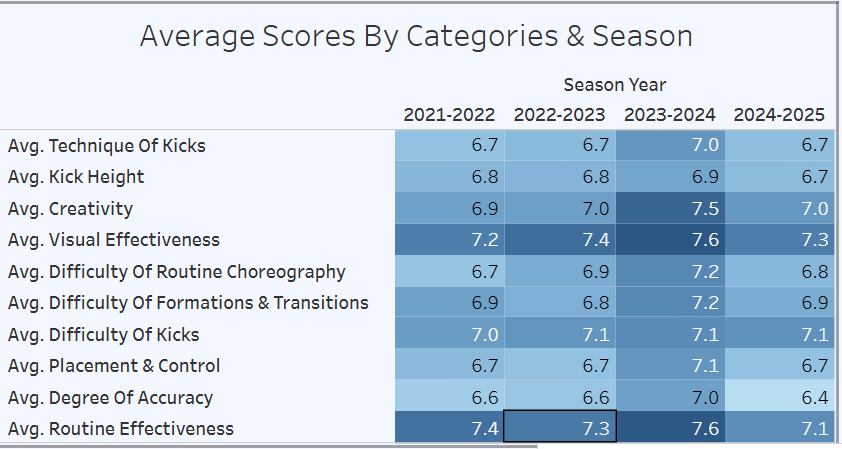 Average Scores By Categories & Season
Season Year
2021-2022 2022-2023 2023-2024 2024-2025
Avg. Technique Of Kicks 6.7 6.7 7.0 6.7
Avg. Kick Height 6.8 6.8 6.9 6.7
Avg. Creativity 6.9 7.0 7.5 7.0
Avg. Visual Effectiveness 7.2 7.4 7.6 7.3
Avg. Difficulty Of Routine Choreography 6.7 6.9 7.2 6.8
Avg. Difficulty Of Formations & Transitions 6.9 6.8 7.2 6.9
Avg. Difficulty Of Kicks 7.0 7.1 7.1 7.1
Avg. Placement & Control 6.7 6.7 7.1 6.7
Avg. Degree Of Accuracy 6.6 6.6 7.0 6.4
Avg. Routine Effectiveness 7.4 7.3 7.6 7.1